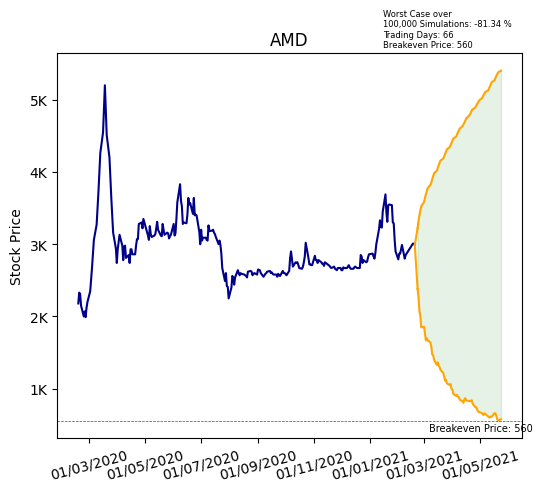 Worst Case over
100,000 Simulations: -81.34 %
Trading Days: 66
Breakeven Price: 560
AMD
Stock Price
5K
4K
3K
2K
1K
Breakeven Price: 560
01/03/2020
01/05/2020
01/07/2020
01/09/2020
01/11/2020
01/01/2021
01/03/2021
01/05/2021